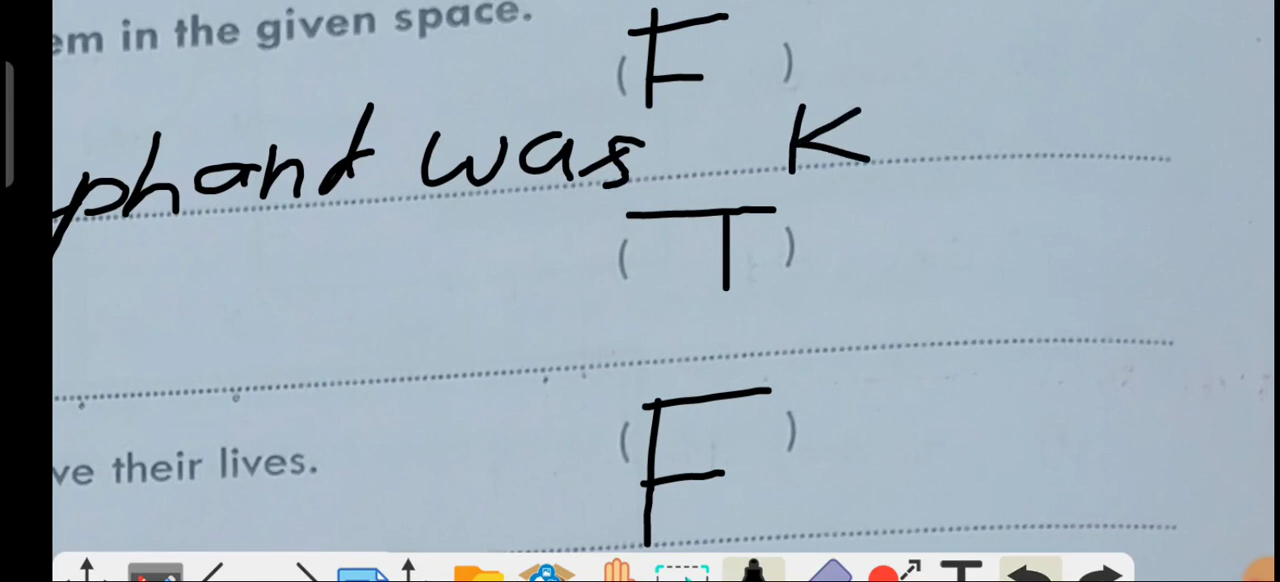 em in the given space.
( F )
phant was K
( T )
ve their lives.
( F )